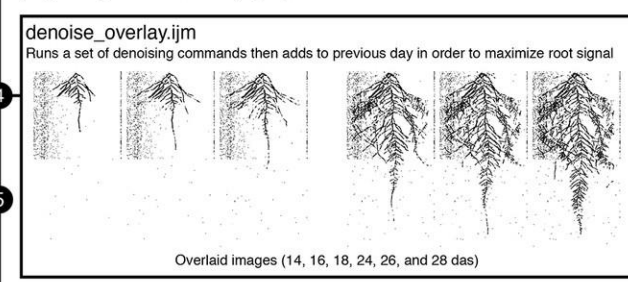 denoise_overlay.ijm
Runs a set of denoising commands then adds to previous day in order to maximize root signal
Overlaid images (14, 16, 18, 24, 26, and 28 das)